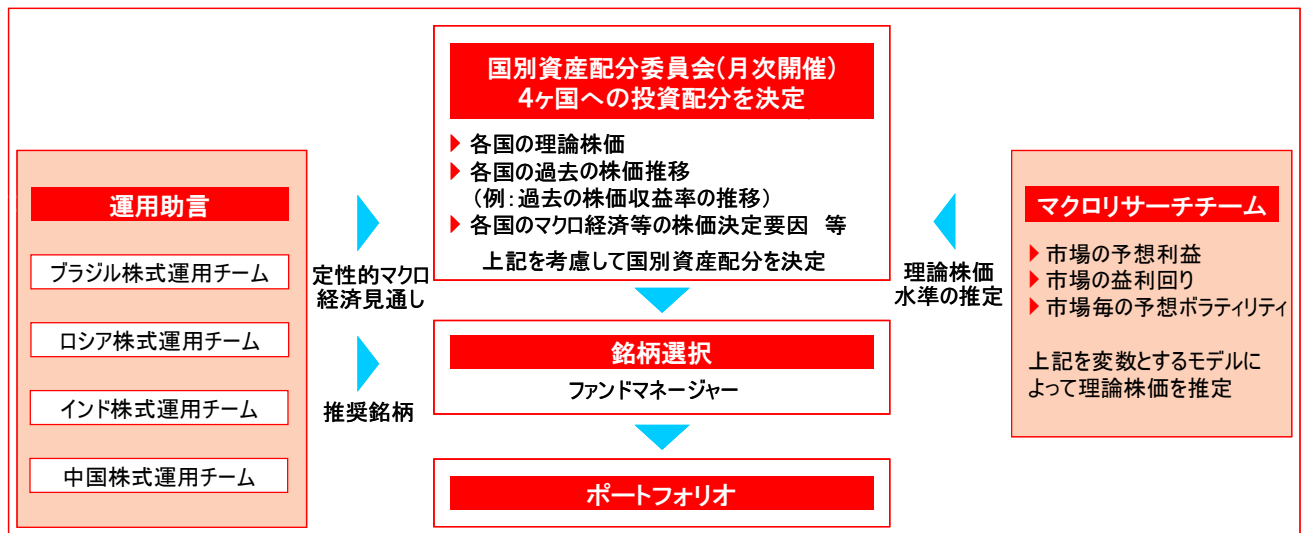 国別資産配分委員会(月次開催)
4ヶ国への投資配分を決定
各国の理論株価
各国の過去の株価推移
(例:過去の株価収益率の推移)
各国のマクロ経済等の株価決定要因 等
上記を考慮して国別資産配分を決定
運用助言
ブラジル株式運用チーム
ロシア株式運用チーム
インド株式運用チーム
中国株式運用チーム
定性的マクロ
経済見通し
推奨銘柄
銘柄選択
ファンドマネージャー
ポートフォリオ
理論株価
水準の推定
マクロリサーチチーム
市場の予想利益
市場の益利回り
市場毎の予想ボラティリティ
上記を変数とするモデルに
よって理論株価を推定